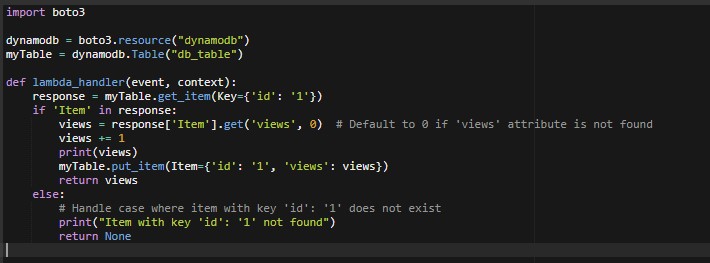 import boto3
dynamodb = boto3.resource("dynamodb")
myTable = dynamodb.Table("db_table")
def lambda_handler(event, context):
    response = myTable.get_item(Key={'id': '1'})
    if 'Item' in response:
        views = response['Item'].get('views', 0)  # Default to 0 if 'views' attribute is not found
        views += 1
        print(views)
        myTable.put_item(Item={'id': '1', 'views': views})
        return views
    else:
        # Handle case where item with key 'id': '1' does not exist
        print("Item with key 'id': '1' not found")
        return None